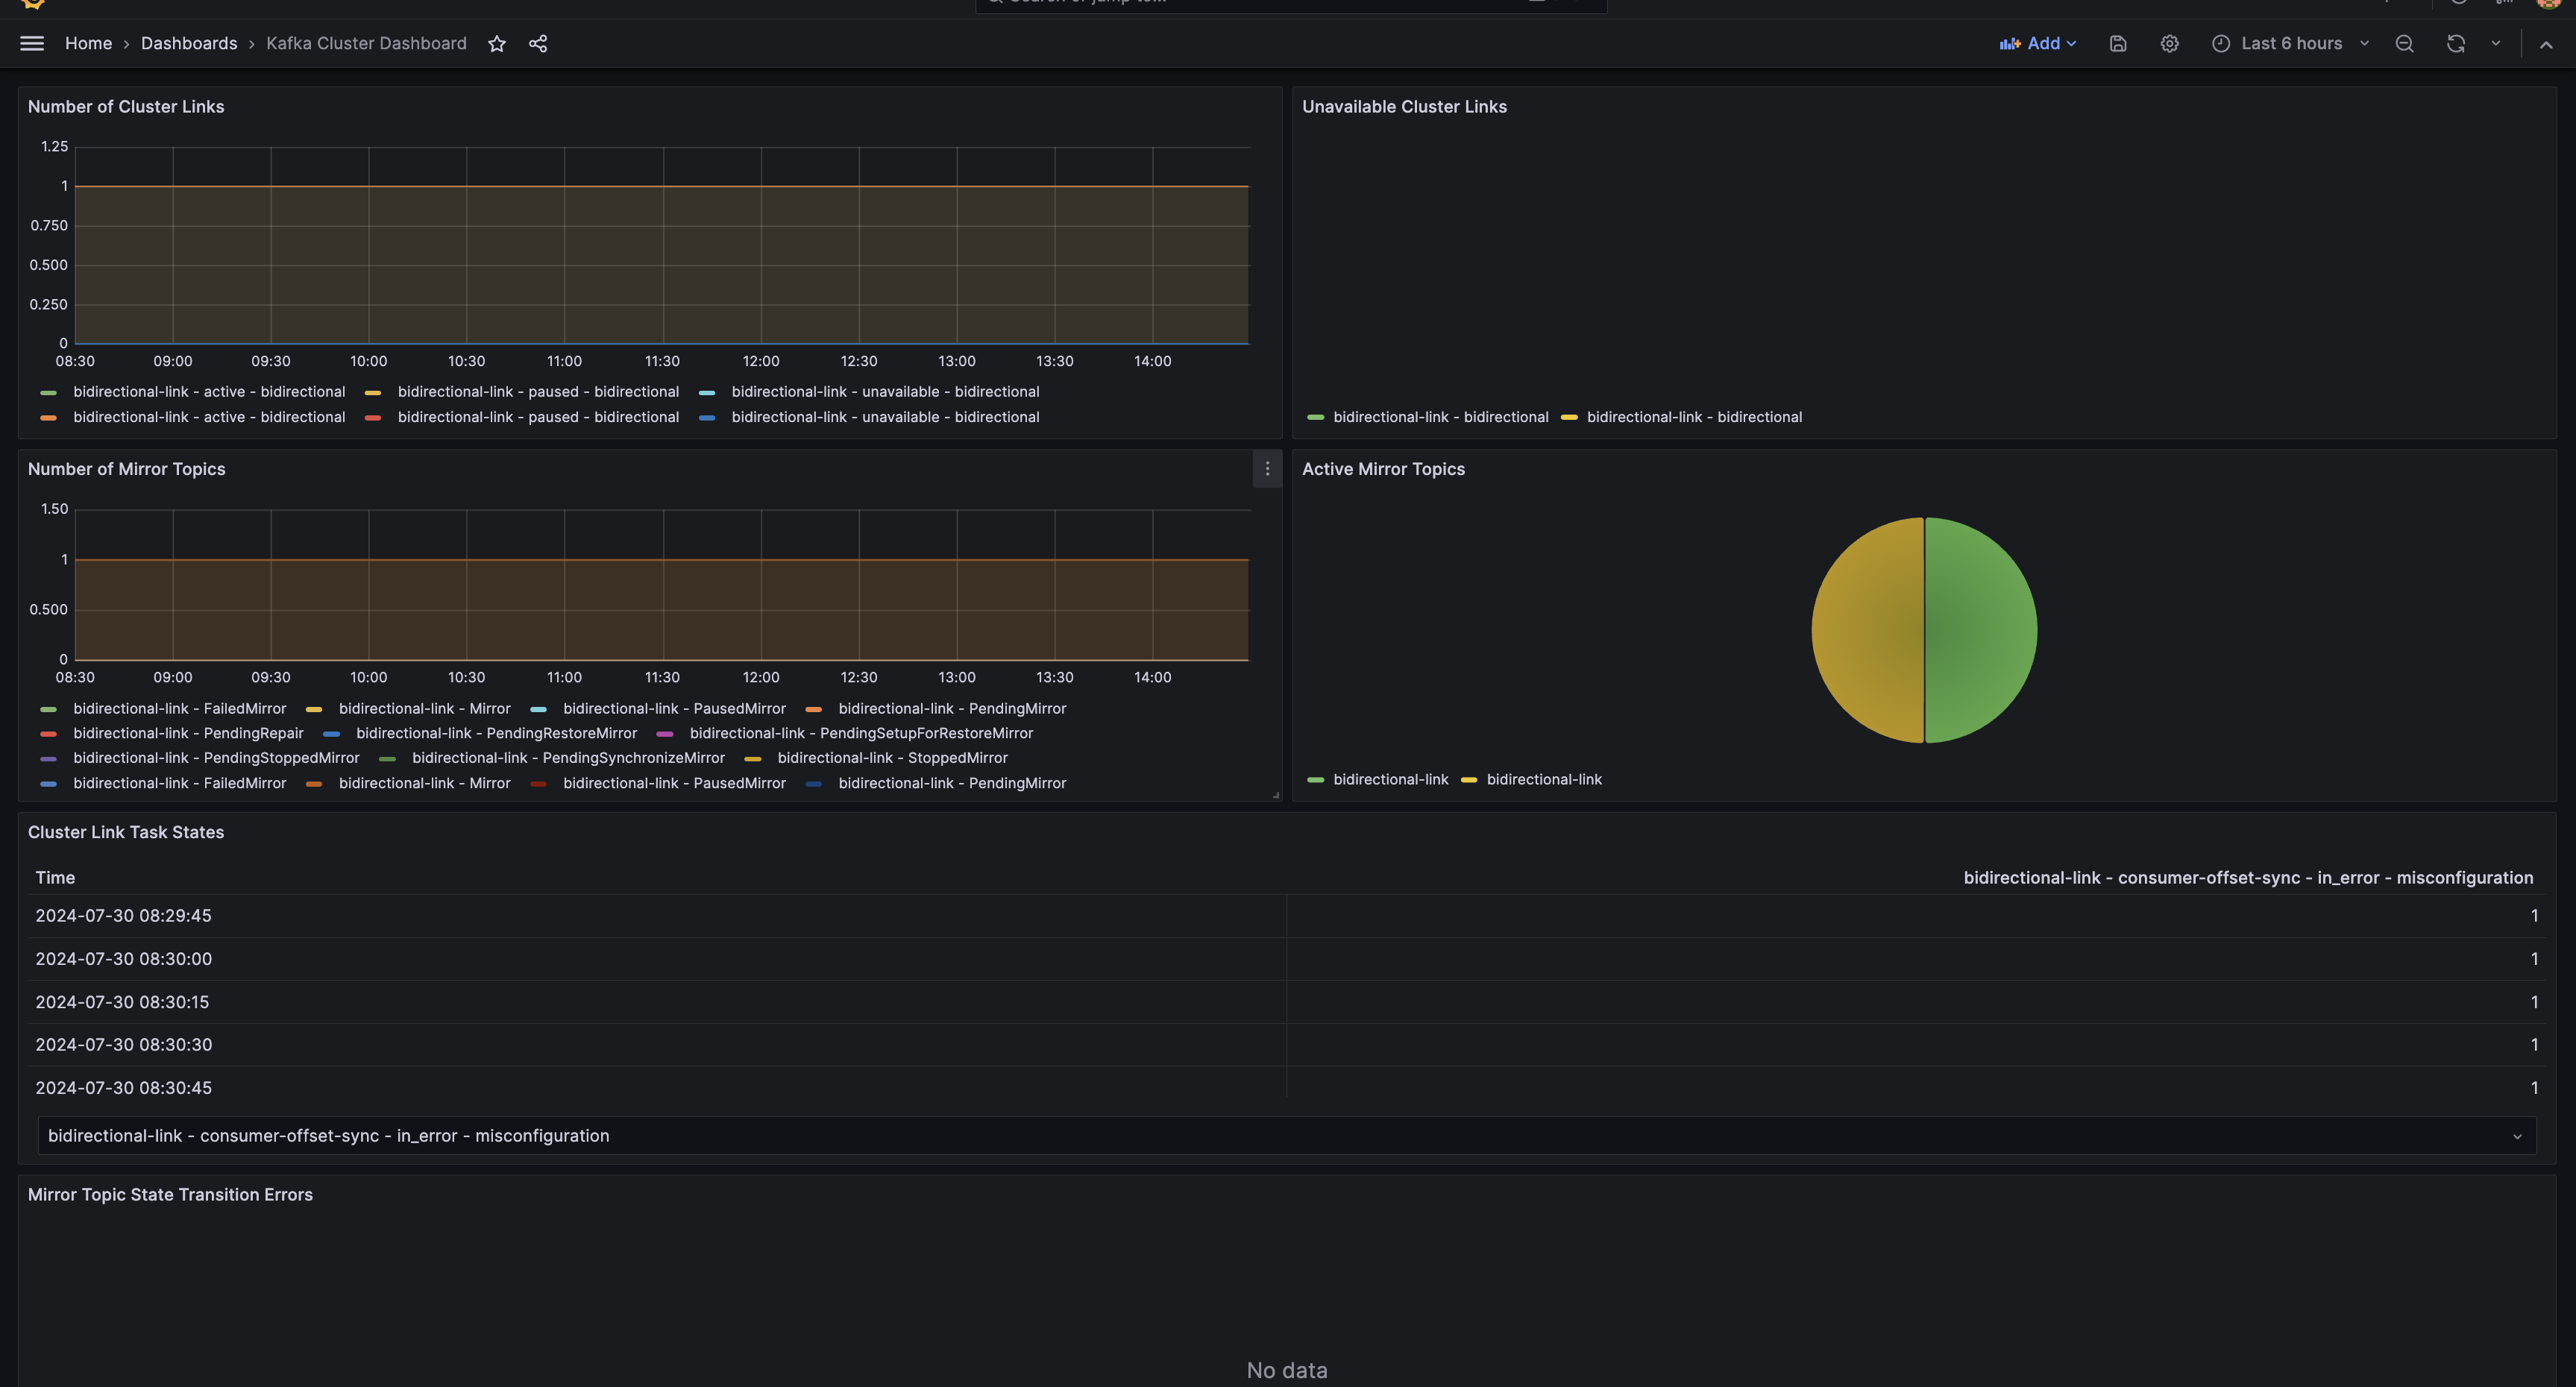 Home › Dashboards › Kafka Cluster Dashboard
Add
Last 6 hours
Number of Cluster Links
1.25
1
0.750
0.500
0.250
0
08:30 09:00 09:30 10:00 10:30 11:00 11:30 12:00 12:30 13:00 13:30 14:00
bidirectional-link - active - bidirectional bidirectional-link - paused - bidirectional bidirectional-link - unavailable - bidirectional
bidirectional-link - active - bidirectional bidirectional-link - paused - bidirectional bidirectional-link - unavailable - bidirectional
Unavailable Cluster Links
bidirectional-link - bidirectional bidirectional-link - bidirectional
Number of Mirror Topics
1.50
1
0.500
0
08:30 09:00 09:30 10:00 10:30 11:00 11:30 12:00 12:30 13:00 13:30 14:00
bidirectional-link - FailedMirror bidirectional-link - Mirror bidirectional-link - PausedMirror bidirectional-link - PendingMirror
bidirectional-link - PendingRepair bidirectional-link - PendingRestoreMirror bidirectional-link - PendingSetupForRestoreMirror
bidirectional-link - PendingStoppedMirror bidirectional-link - PendingSynchronizeMirror bidirectional-link - StoppedMirror
bidirectional-link - FailedMirror bidirectional-link - Mirror bidirectional-link - PausedMirror bidirectional-link - PendingMirror
Active Mirror Topics
bidirectional-link bidirectional-link
Cluster Link Task States
Time bidirectional-link - consumer-offset-sync - in_error - misconfiguration
2024-07-30 08:29:45 1
2024-07-30 08:30:00 1
2024-07-30 08:30:15 1
2024-07-30 08:30:30 1
2024-07-30 08:30:45 1
bidirectional-link - consumer-offset-sync - in_error - misconfiguration
Mirror Topic State Transition Errors
No data